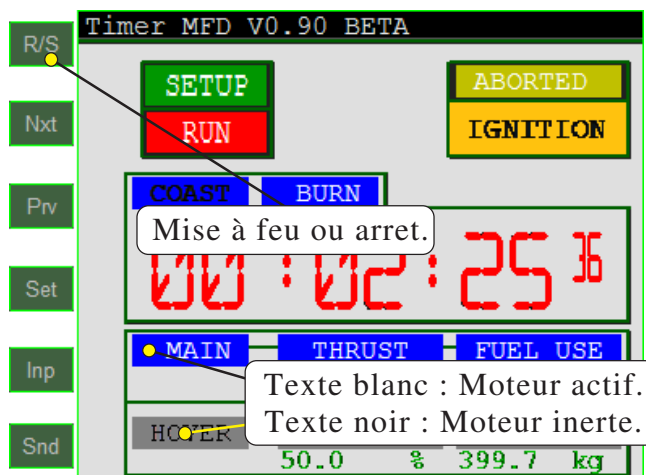 Timer MFD V0.90 BETA
R/S
SETUP
ABORTED
Nxt
RUN
IGNITION
COAST BURN
Prv
Mise à feu ou arret.
00:02:25 36
Set
MAIN THRUST FUEL USE
Inp
Texte blanc : Moteur actif.
Texte noir : Moteur inerte.
HOVER
Snd
50.0 % 399.7 kg